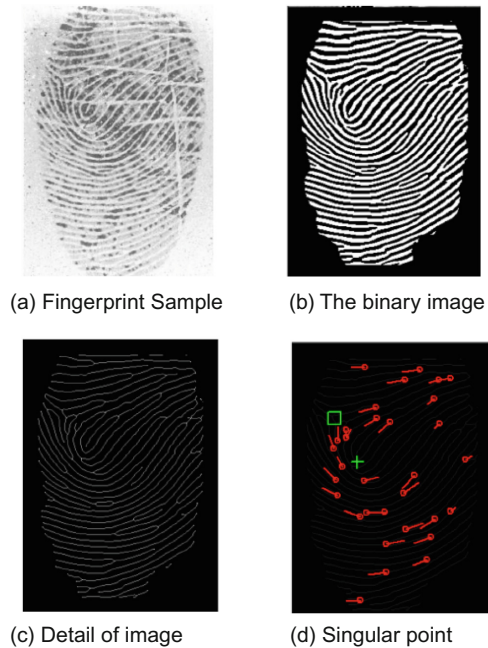 (a) Fingerprint Sample
(b) The binary image
(c) Detail of image
(d) Singular point